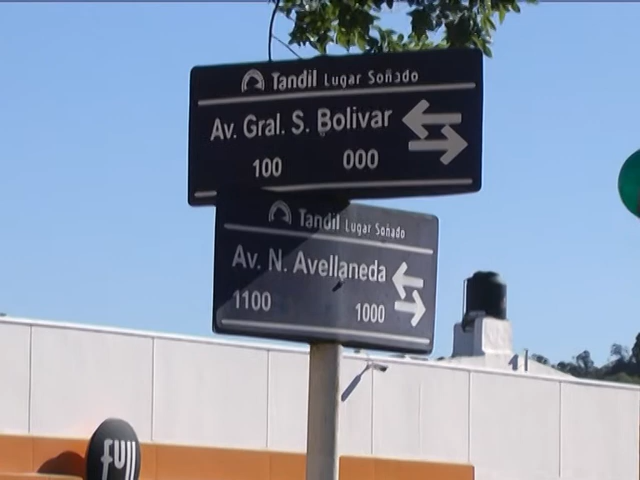 Tandil Lugar Soñado
Av. Gral. S. Bolivar
100 000
Tandil Lugar Soñado
Av. N. Avellaneda
1100 1000
FUll